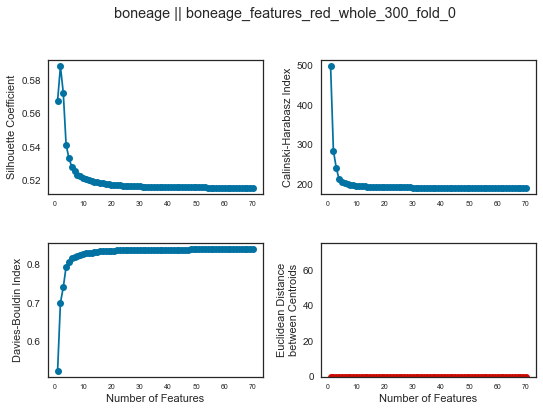 boneage || boneage_features_red_whole_300_fold_0
Silhouette Coefficient
0.58
0.56
0.54
0.52
0 10 20 30 40 50 60 70
Calinski-Harabasz Index
500
400
300
200
0 10 20 30 40 50 60 70
Davies-Bouldin Index
0.8
0.7
0.6
0 10 20 30 40 50 60 70
Number of Features
Euclidean Distance
between Centroids
60
40
20
0
0 10 20 30 40 50 60 70
Number of Features